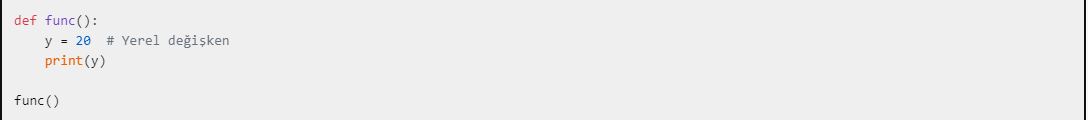 def func():
    y = 20  # Yerel değişken
    print(y)
func()